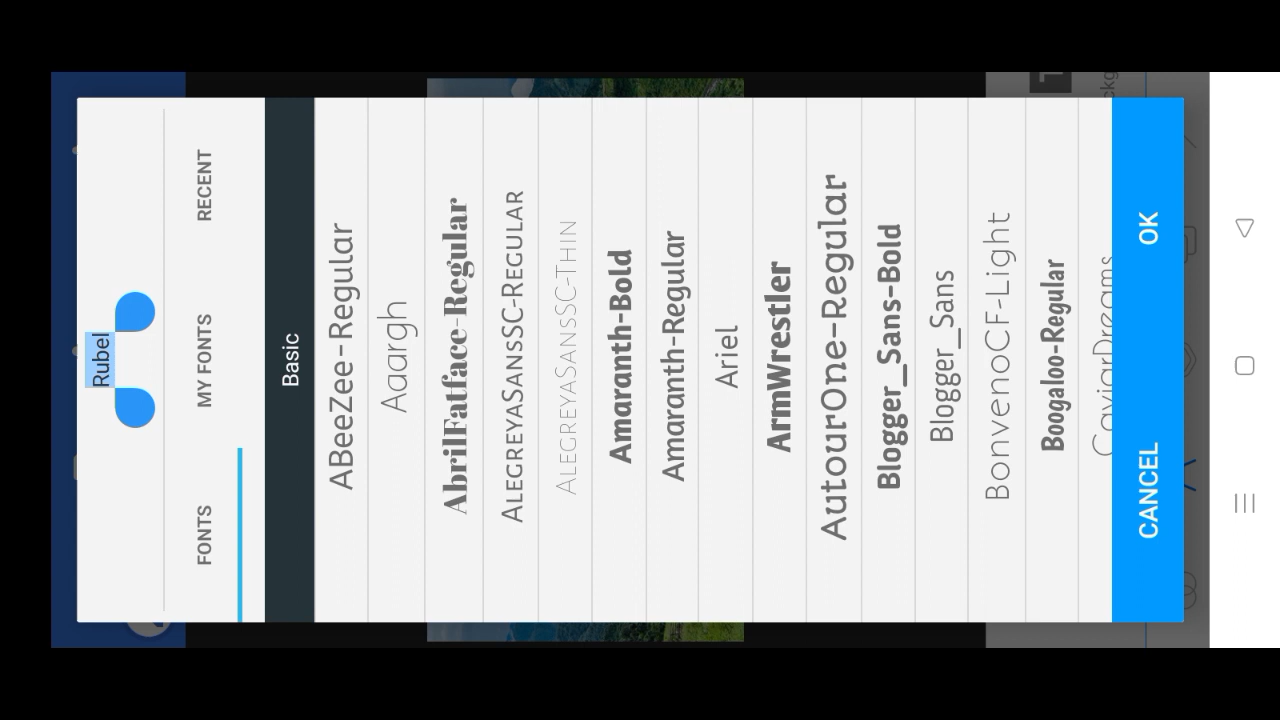 Rubel
FONTS MY FONTS RECENT
Basic
ABeeZee-Regular
Aaargh
AbrilFatface-Regular
AlegreyaSansSC-Regular
AlegreyaSansSC-Thin
Amaranth-Bold
Amaranth-Regular
Ariel
ArmWrestler
AutourOne-Regular
Blogger_Sans-Bold
Blogger_Sans
BonvenoCF-Light
Boogaloo-Regular
CaviarDreams
CANCEL OK